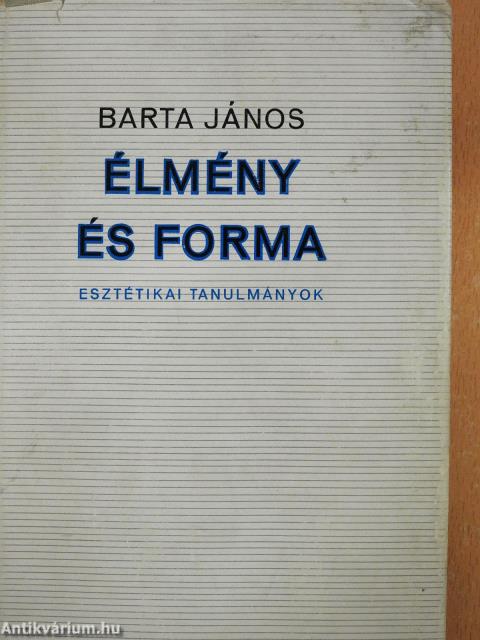 BARTA JÁNOS
ÉLMÉNY
ÉS FORMA
ESZTÉTIKAI TANULMÁNYOK
Antikvárium.hu